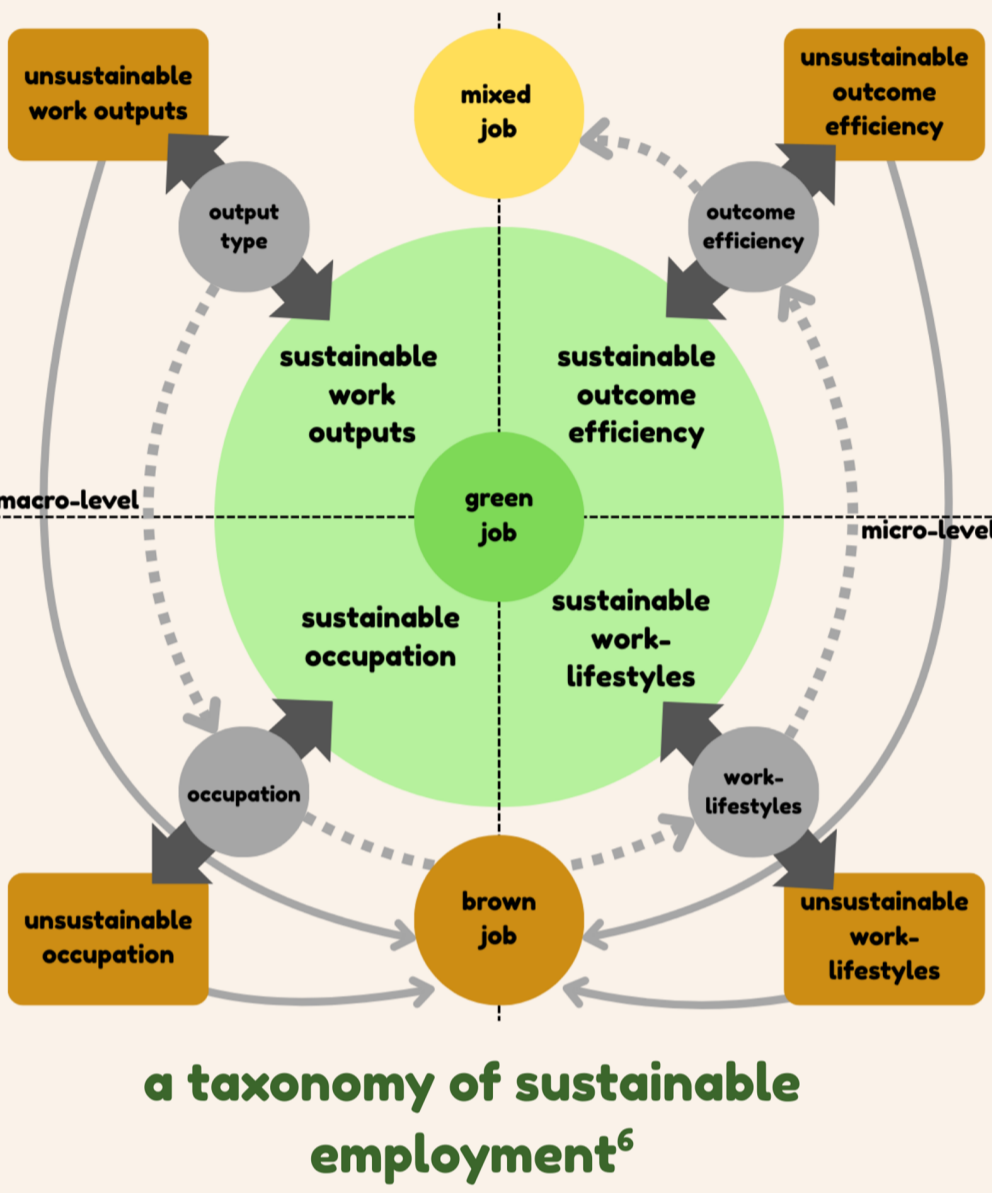 unsustainable
work outputs
mixed
job
unsustainable
outcome
efficiency
output
type
outcome
efficiency
sustainable
work
outputs
sustainable
outcome
efficiency
macro-level
green
job
micro-level
sustainable
occupation
sustainable
work-
lifestyles
occupation
work-
lifestyles
unsustainable
occupation
brown
job
unsustainable
work-
lifestyles
a taxonomy of sustainable
employment⁶